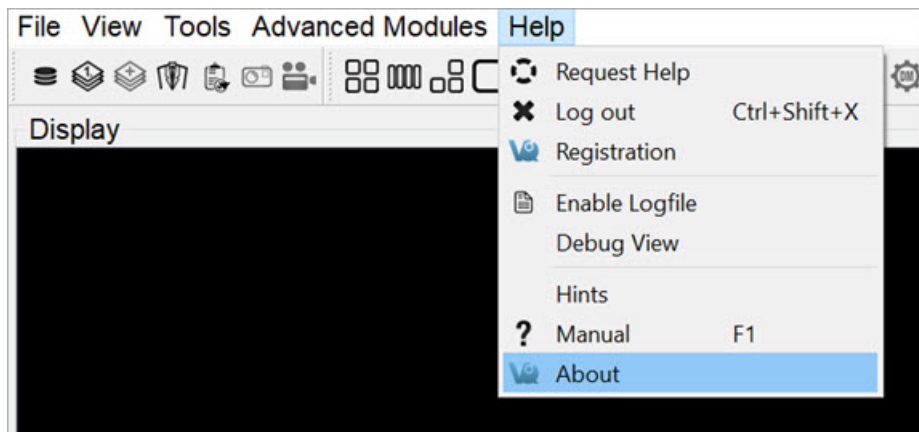 File View Tools Advanced Modules Help
Request Help
Log out Ctrl+Shift+X
Registration
Display
Enable Logfile
Debug View
Hints
Manual F1
About